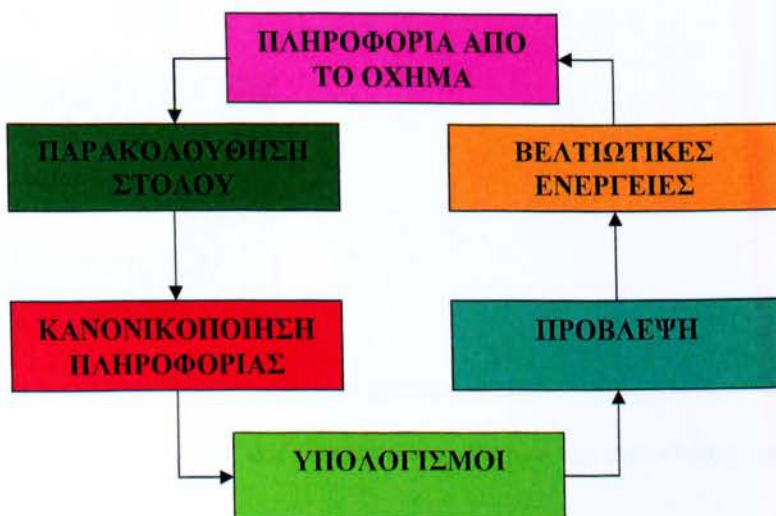 ΠΛΗΡΟΦΟΡΙΑ ΑΠΟ
ΤΟ ΟΧΗΜΑ
ΠΑΡΑΚΟΛΟΥΘΗΣΗ
ΣΤΟΛΟΥ
ΒΕΛΤΙΩΤΙΚΕΣ
ΕΝΕΡΓΕΙΕΣ
ΚΑΝΟΝΙΚΟΠΟΙΗΣΗ
ΠΛΗΡΟΦΟΡΙΑΣ
ΠΡΟΒΛΕΨΗ
ΥΠΟΛΟΓΙΣΜΟΙ